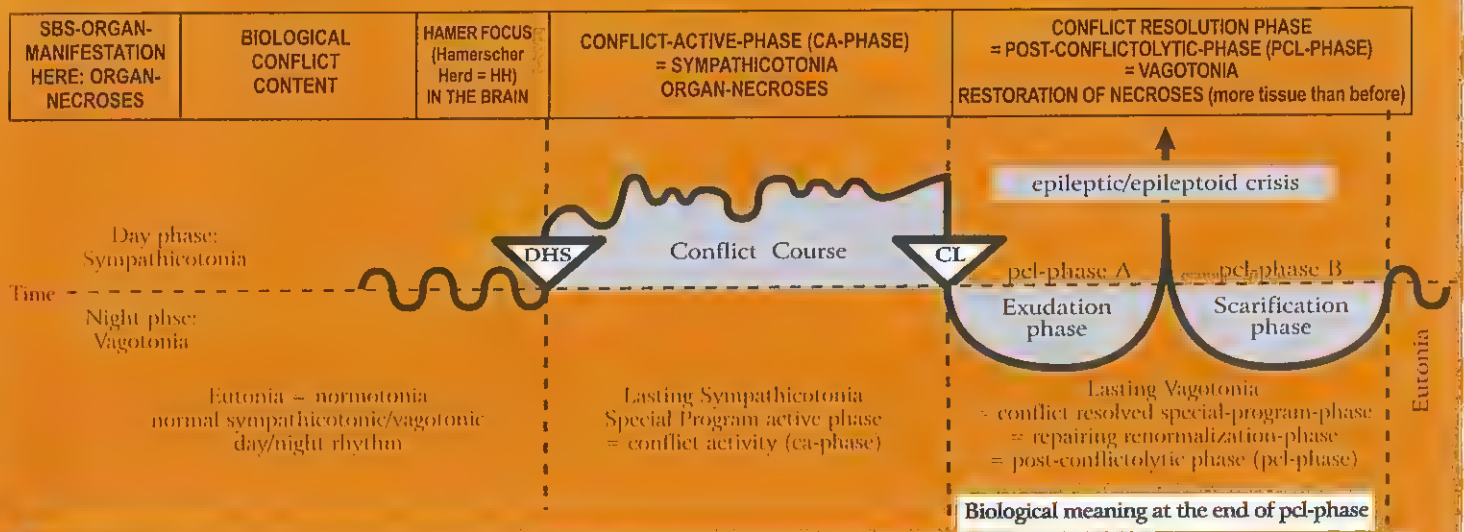 SBS-ORGAN-
MANIFESTATION
HERE: ORGAN-
NECROSES
BIOLOGICAL
CONFLICT
CONTENT
HAMER FOCUS
(Hamerscher
Herd = HH)
IN THE BRAIN
CONFLICT-ACTIVE-PHASE (CA-PHASE)
= SYMPATHICOTONIA
ORGAN-NECROSES
CONFLICT RESOLUTION PHASE
= POST-CONFLICTOLYTIC-PHASE (PCL-PHASE)
= VAGOTONIA
RESTORATION OF NECROSES (more tissue than before)
epileptic/epileptoid crisis
Day phase:
Sympathicotonia
DHS
Conflict Course
CL
pcl-phase A
pcl-phase B
Time
Night phse:
Vagotonia
Exudation
phase
Scarification
phase
Eutonia
Eutonia = normotonia
normal sympathicotonic/vagotonic
day/night rhythm
Lasting Sympathicotonia
Special Program active phase
= conflict activity (ca-phase)
Lasting Vagotonia
= conflict resolved special-program-phase
= repairing renormalization-phase
= post-conflictolytic phase (pcl-phase)
Biological meaning at the end of pcl-phase